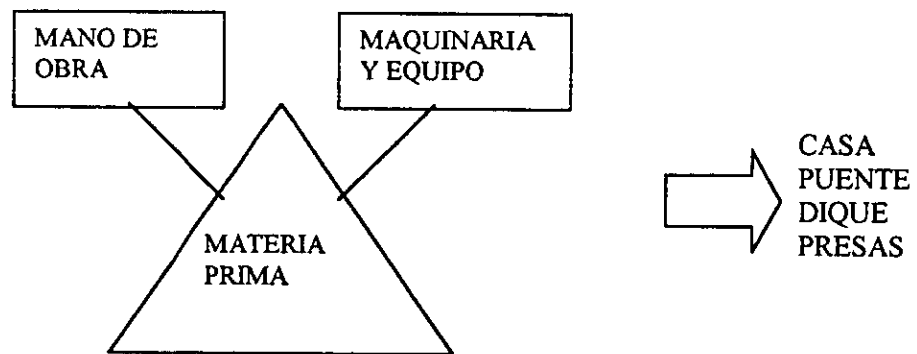 MANO DE
OBRA
MAQUINARIA
Y EQUIPO
MATERIA
PRIMA
CASA
PUENTE
DIQUE
PRESAS